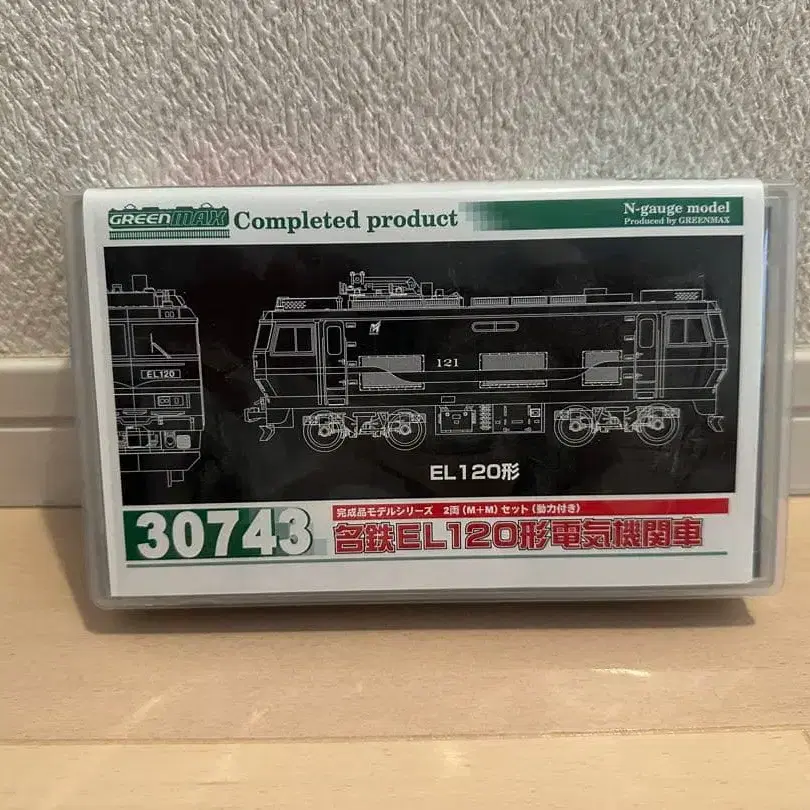 GREENMAX Completed product
N-gauge model
Produced by GREENMAX
EL120
121
EL120形
30743
完成品モデルシリーズ 2両(M+M)セット(動力付き)
名鉄EL120形電気機関車